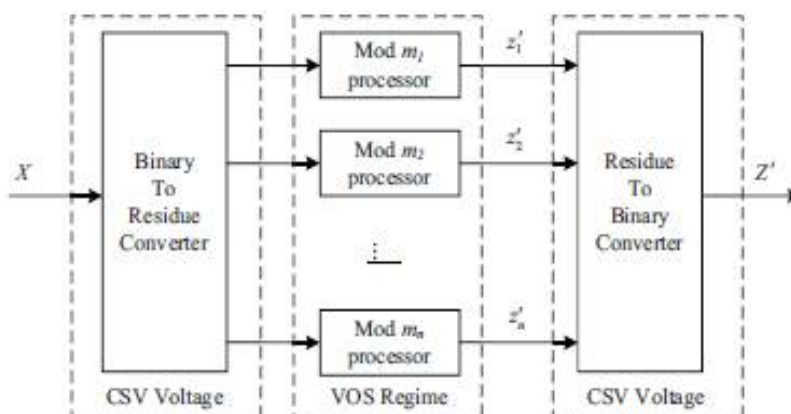 X
Binary
To
Residue
Converter
CSV Voltage
Mod m₁
processor
Mod m₂
processor
⋮
Mod mₙ
processor
VOS Regime
z′₁
z′₂
z′ₙ
Residue
To
Binary
Converter
CSV Voltage
Z′